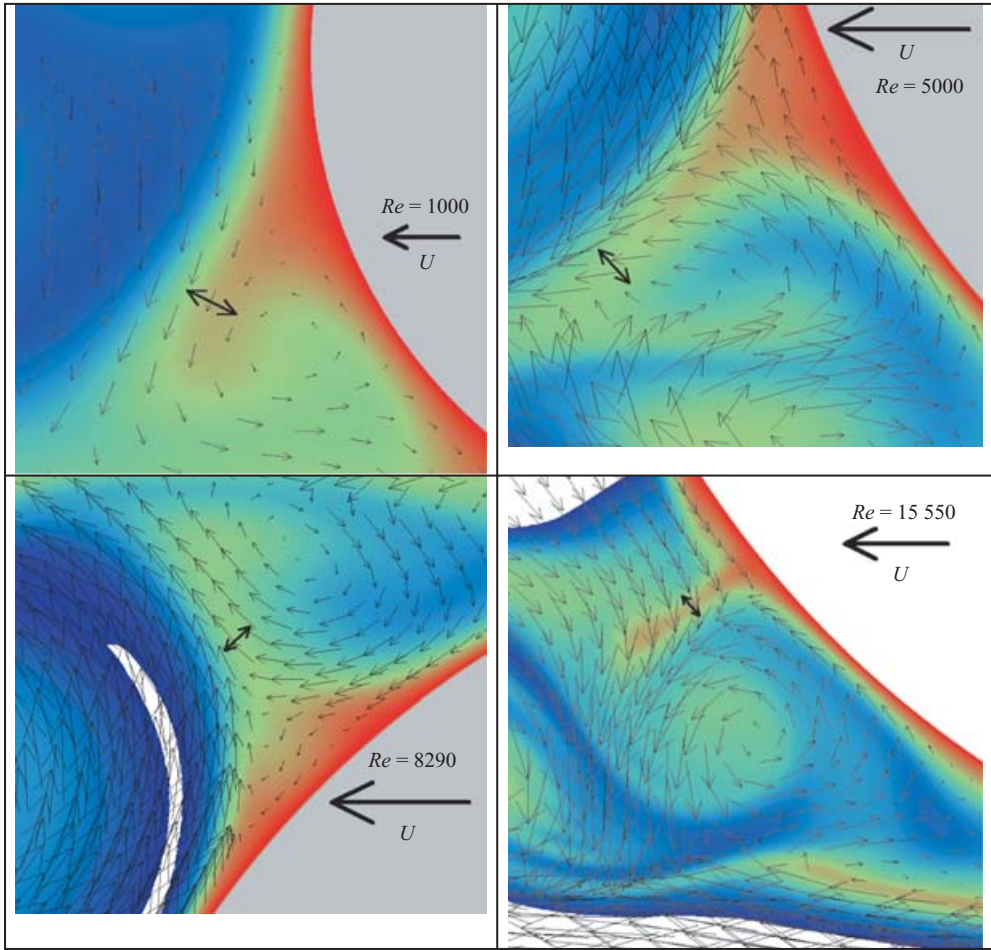 Re = 1000
U
U
Re = 5000
Re = 8290
U
Re = 15 550
U